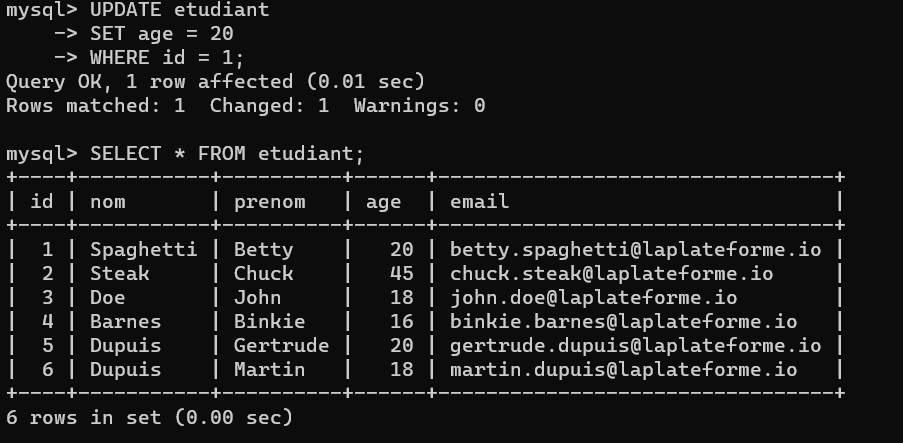 mysql> UPDATE etudiant
    -> SET age = 20
    -> WHERE id = 1;
Query OK, 1 row affected (0.01 sec)
Rows matched: 1  Changed: 1  Warnings: 0

mysql> SELECT * FROM etudiant;
+----+-----------+----------+------+---------------------------------+
| id | nom       | prenom   | age  | email                           |
+----+-----------+----------+------+---------------------------------+
|  1 | Spaghetti | Betty    |   20 | betty.spaghetti@laplateforme.io |
|  2 | Steak     | Chuck    |   45 | chuck.steak@laplateforme.io     |
|  3 | Doe       | John     |   18 | john.doe@laplateforme.io        |
|  4 | Barnes    | Binkie   |   16 | binkie.barnes@laplateforme.io   |
|  5 | Dupuis    | Gertrude |   20 | gertrude.dupuis@laplateforme.io |
|  6 | Dupuis    | Martin   |   18 | martin.dupuis@laplateforme.io   |
+----+-----------+----------+------+---------------------------------+
6 rows in set (0.00 sec)